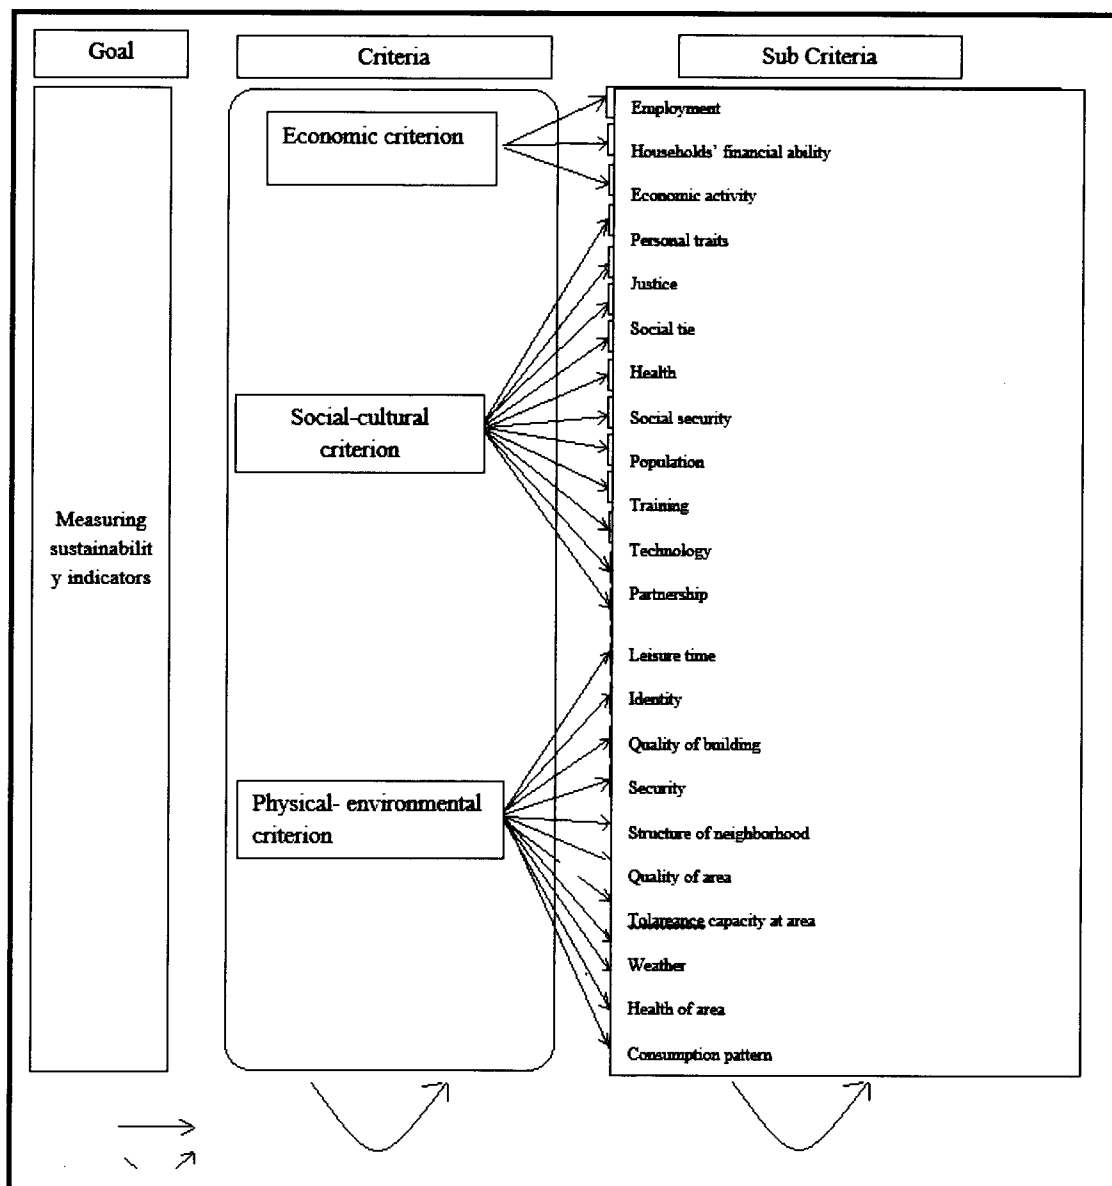 Goal
Criteria
Sub Criteria
Economic criterion
Social-cultural
criterion
Physical- environmental
criterion
Measuring
sustainabilit
y indicators
Employment
Households' financial ability
Economic activity
Personal traits
Justice
Social tie
Health
Social security
Population
Training
Technology
Partnership
Leisure time
Identity
Quality of building
Security
Structure of neighborhood
Quality of area
Tolareance capacity at area
Weather
Health of area
Consumption pattern